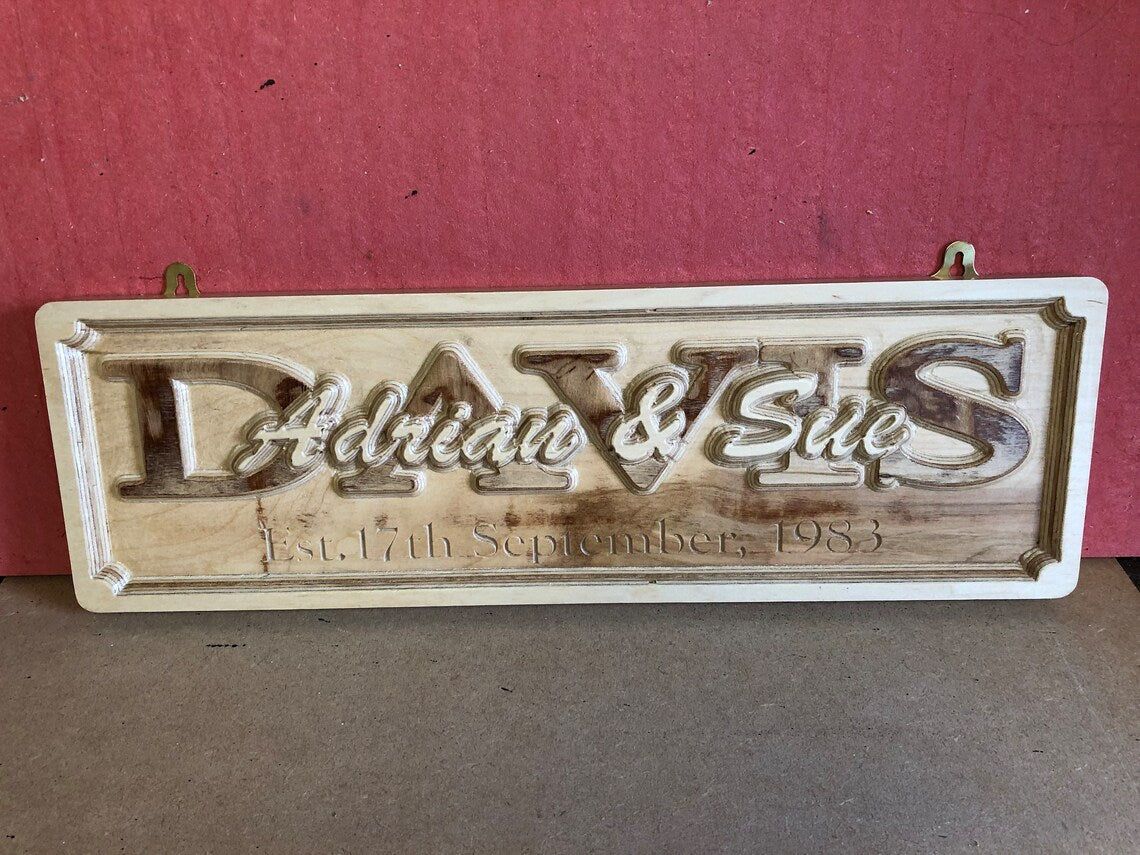 DAVIS
Adrian & Sue
Est. 17th September, 1983